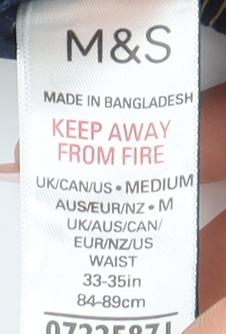 M&S
MADE IN BANGLADESH
KEEP AWAY
FROM FIRE
UK/CAN/US • MEDIUM
AUS/EUR/NZ • M
UK/AUS/CAN/
EUR/NZ/US
WAIST
33-35in
84-89cm